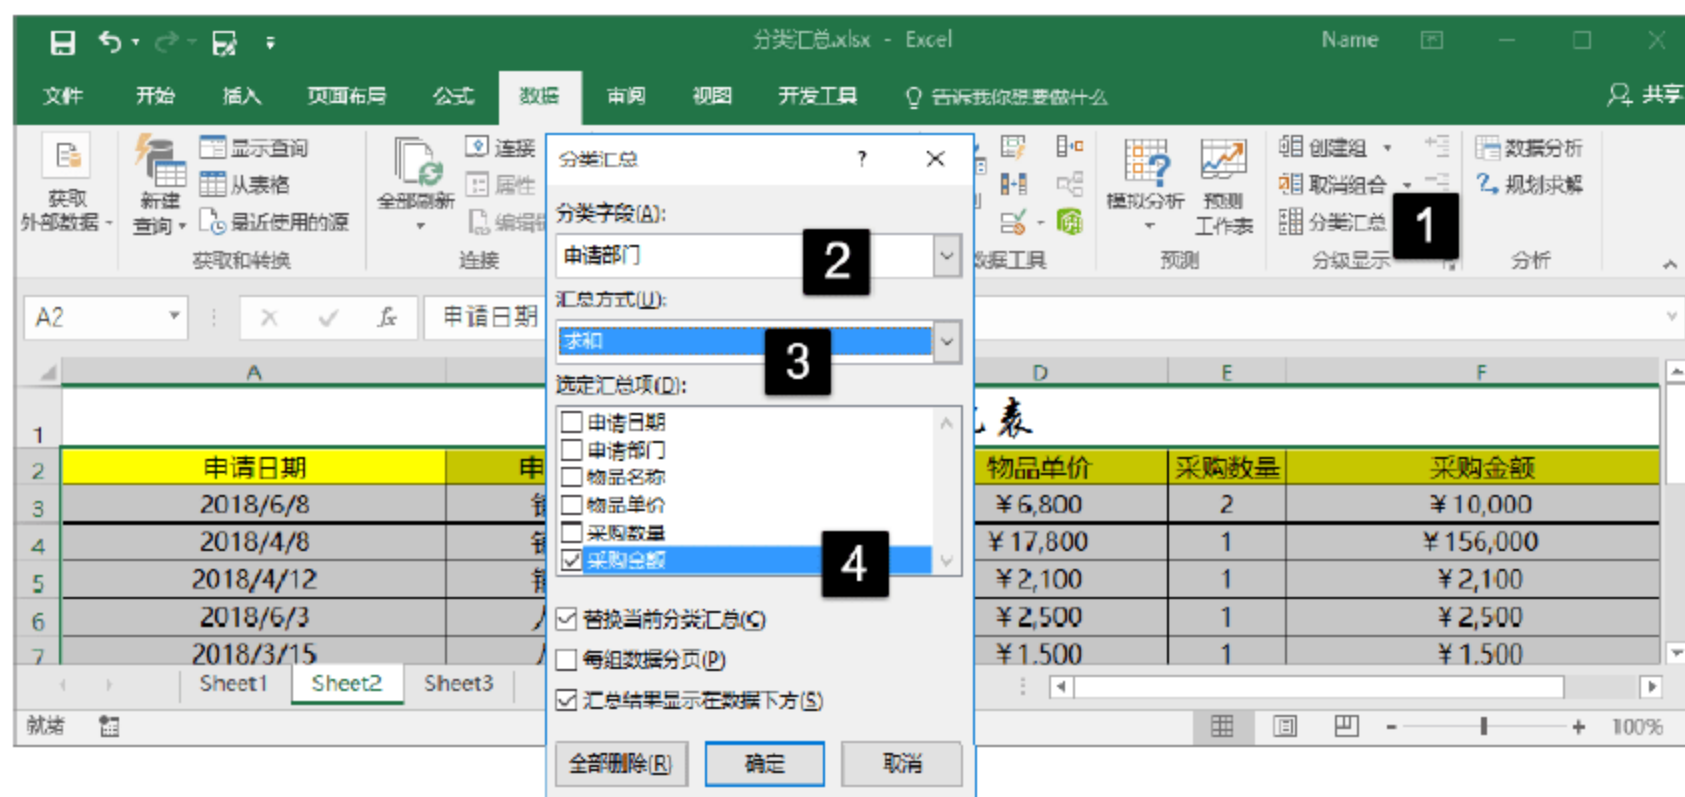 分类汇总.xlsx - Excel
Name
文件 开始 插入 页面布局 公式 数据 审阅 视图 开发工具 告诉我你想要做什么 共享
获取
外部数据
新建
查询
显示查询
从表格
最近使用的源
获取和转换
全部刷新
连接
属性
连接
数据工具
模拟分析
预测
工作表
预测
创建组
取消组合
分类汇总
1
分级显示
数据分析
规划求解
分析
A2
fx
申请日期
分类汇总 ? ×
分类字段(A):
申请部门
2
汇总方式(U):
求和
3
选定汇总项(D):
申请日期
申请部门
物品名称
物品单价
采购数量
采购金额
4
替换当前分类汇总(C)
每组数据分页(P)
汇总结果显示在数据下方(S)
全部删除(R) 确定 取消
A D E F
1 表
2 申请日期 申 物品单价 采购数量 采购金额
3 2018/6/8 ¥6,800 2 ¥10,000
4 2018/4/8 ¥17,800 1 ¥156,000
5 2018/4/12 ¥2,100 1 ¥2,100
6 2018/6/3 ¥2,500 1 ¥2,500
7 2018/3/15 ¥1,500 1 ¥1,500
Sheet1 Sheet2 Sheet3
就绪 100%